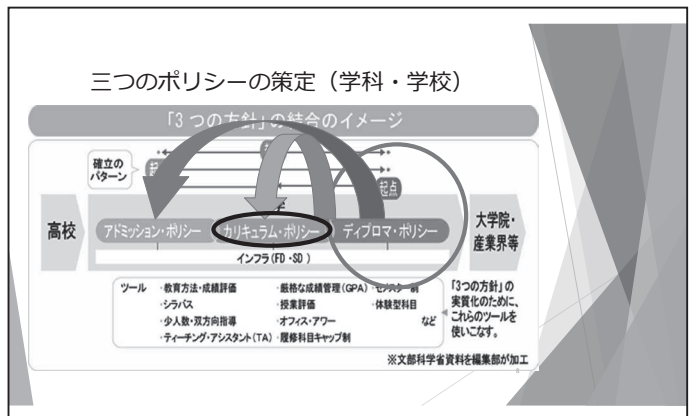 三つのポリシーの策定（学科・学校）
「3つの方針」の結合のイメージ
確立の
パターン
起点
高校
アドミッション・ポリシー
カリキュラム・ポリシー
ディプロマ・ポリシー
大学院・
産業界等
インフラ（FD・SD）
ツール
・教育方法・成績評価
・シラバス
・少人数・双方向指導
・ティーチング・アシスタント（TA）
・厳格な成績管理（GPA）
・授業評価
・オフィス・アワー
・履修科目キャップ制
・セメスター制
・体験型科目
など
「3つの方針」の
実質化のために、
これらのツールを
使いこなす。
※文部科学省資料を編集部が加工